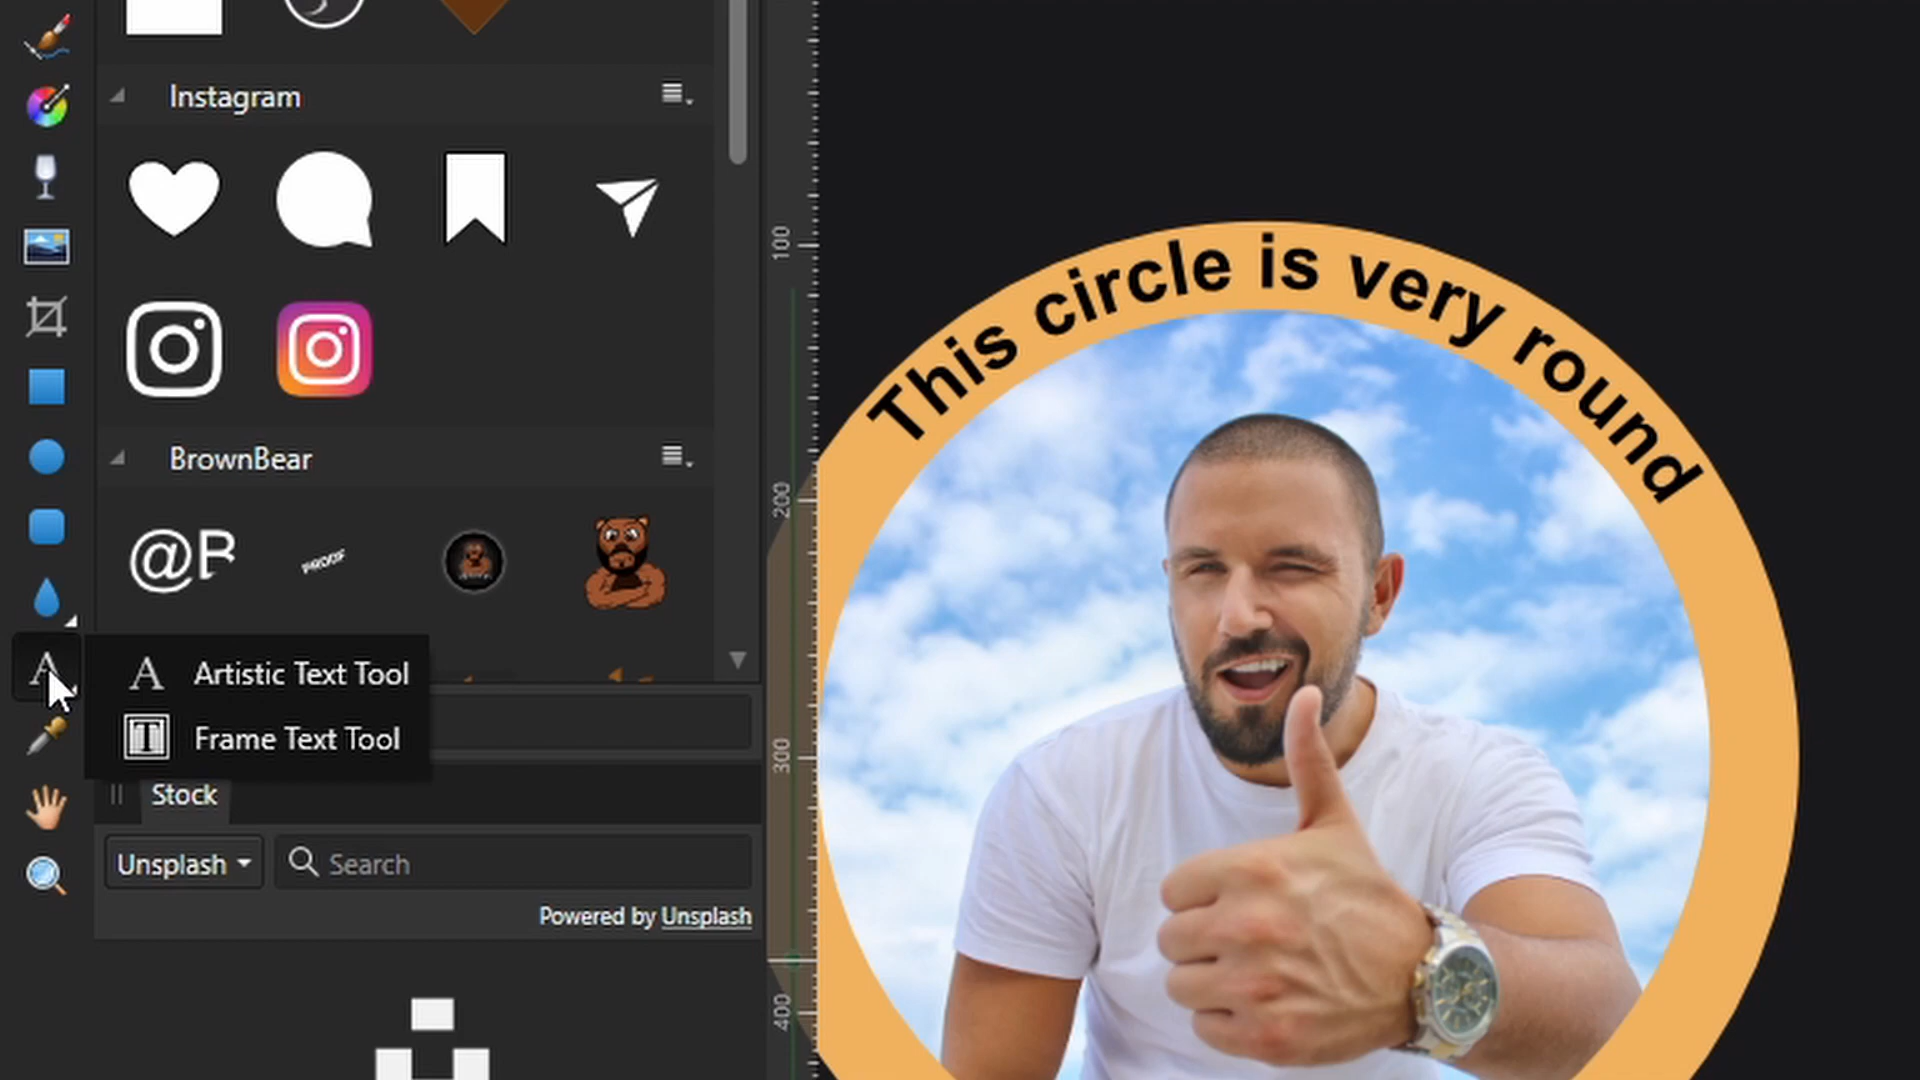 Instagram
BrownBear
@B
PROOF
Artistic Text Tool
Frame Text Tool
Stock
Unsplash
Search
Powered by Unsplash
100
200
300
400
This circle is very round